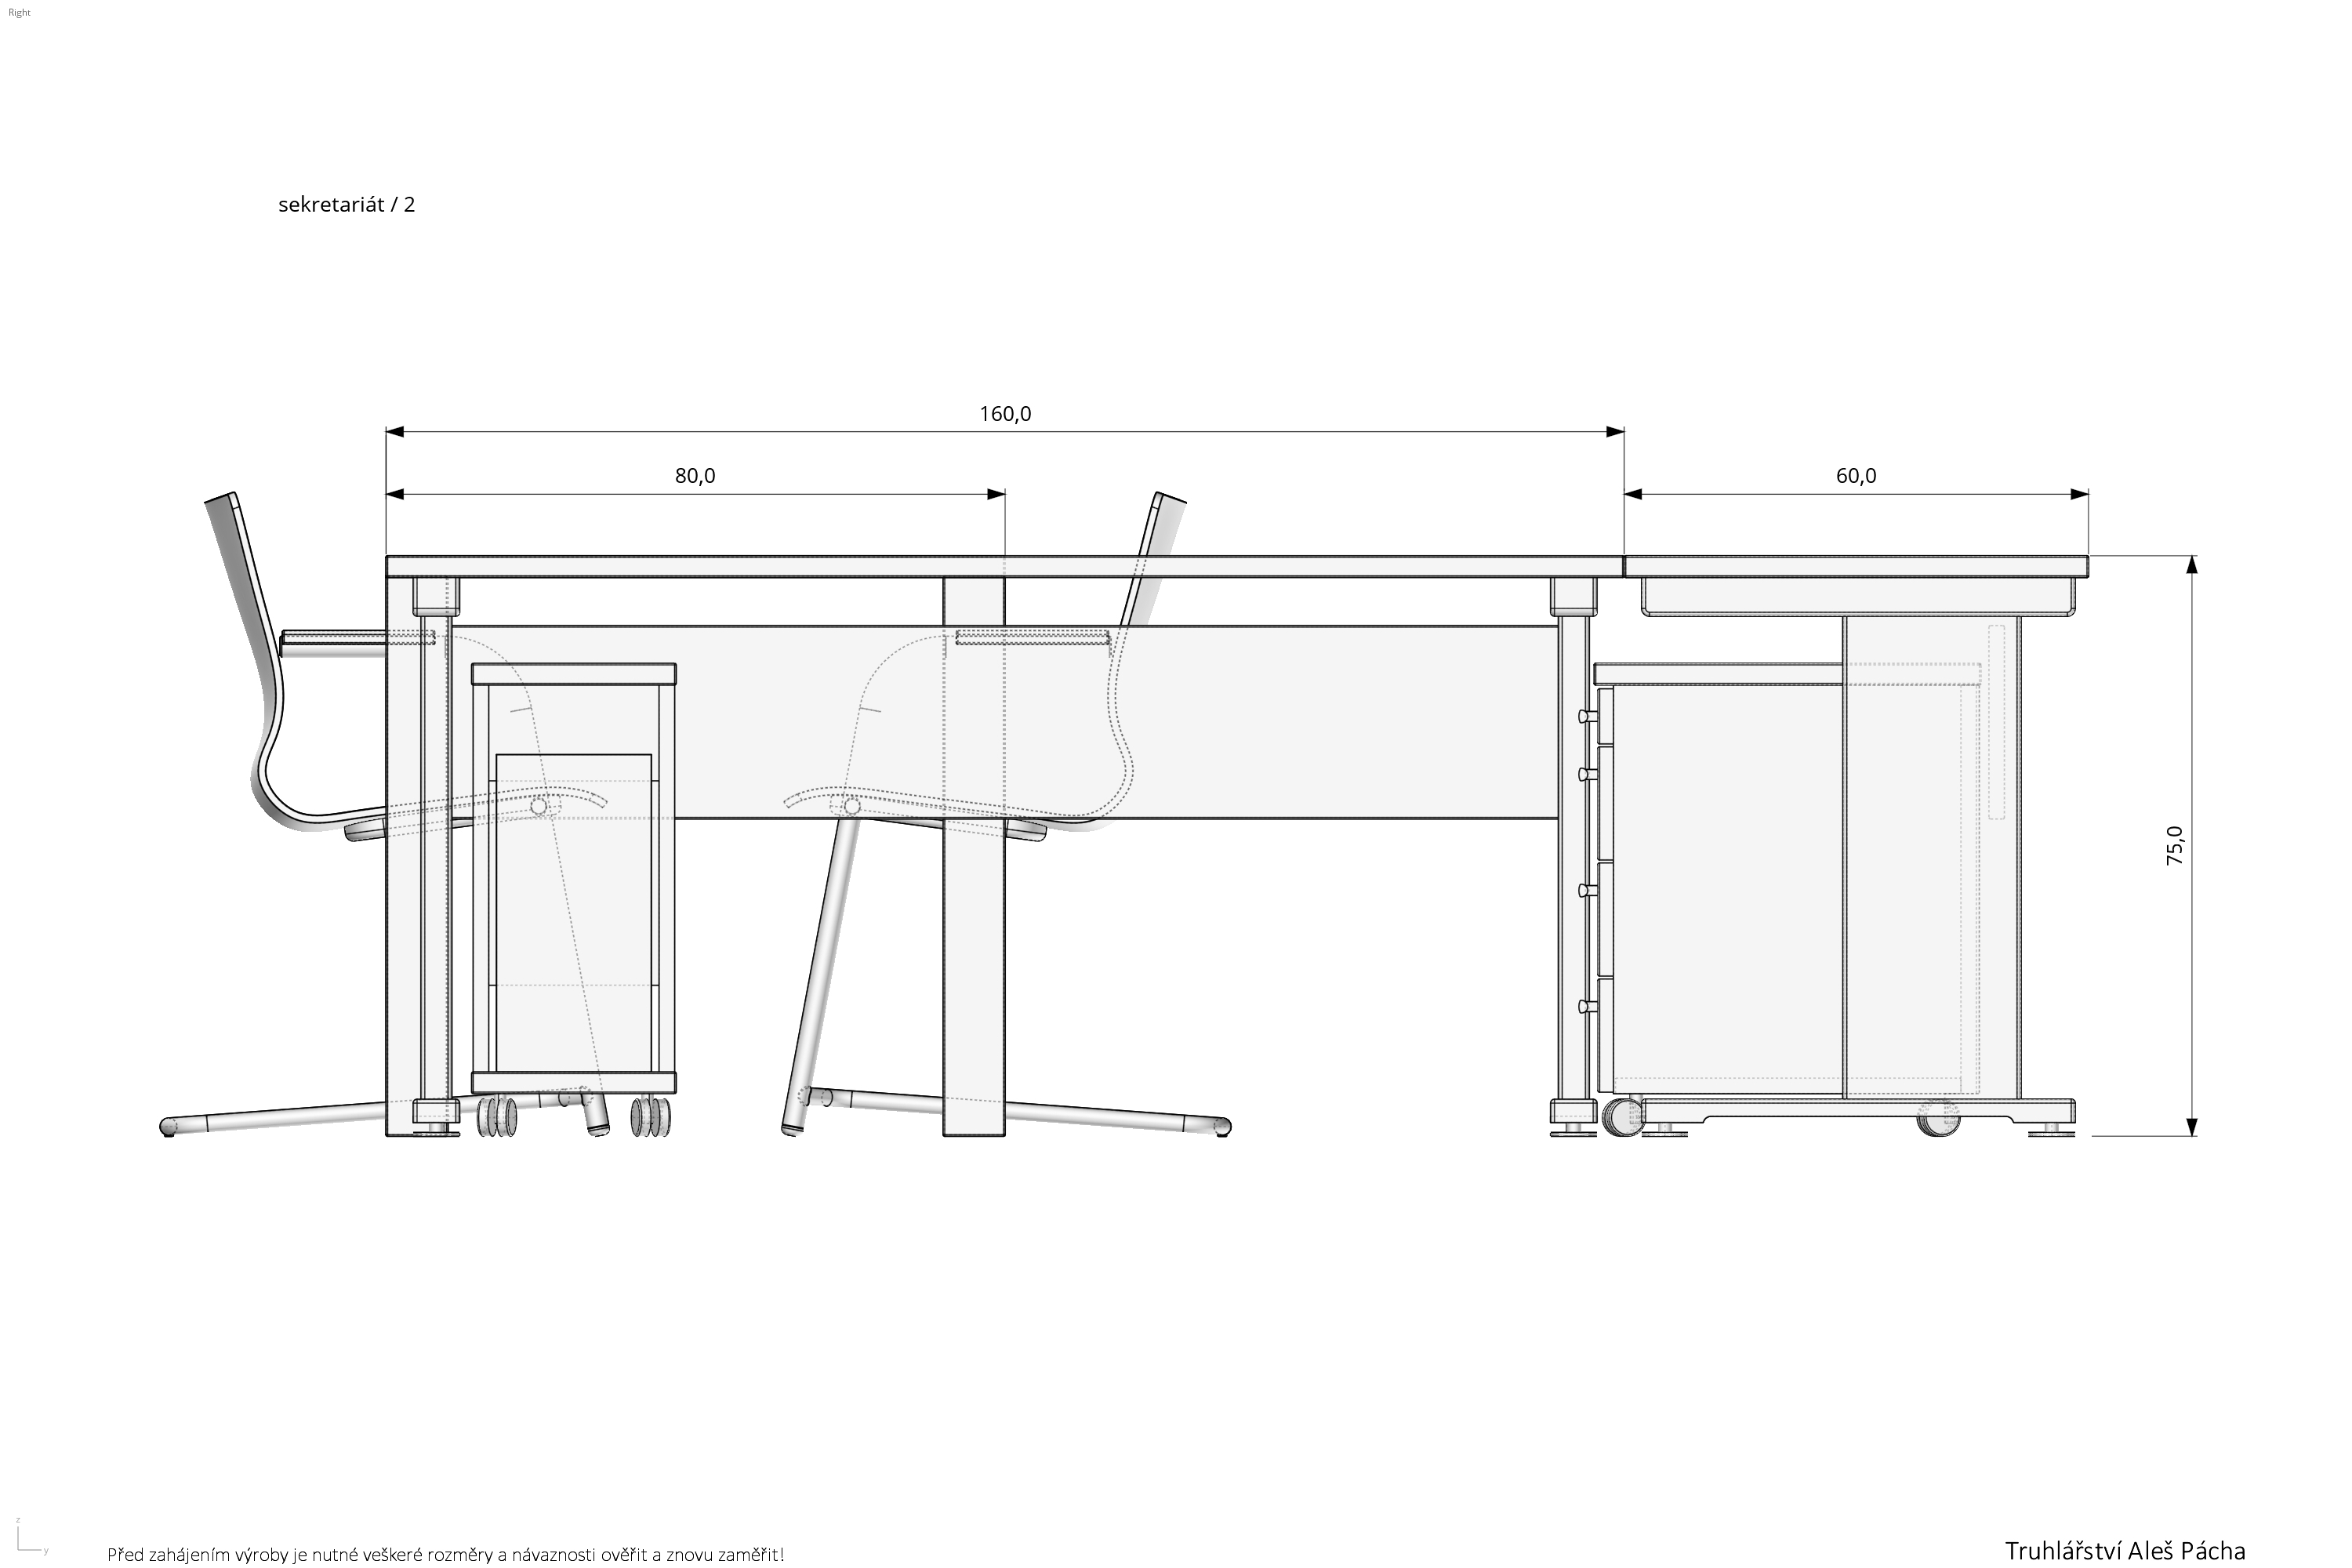 Right
sekretariát / 2
160,0
80,0
60,0
75,0
z
y
Před zahájením výroby je nutné veškeré rozměry a návaznosti ověřit a znovu zaměřit!
Truhlářství Aleš Pácha